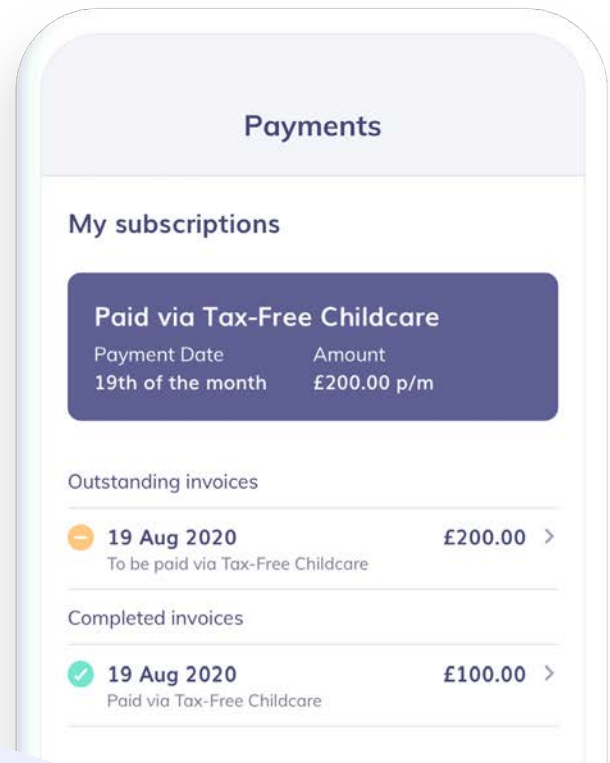 Payments
My subscriptions
Paid via Tax-Free Childcare
Payment Date Amount
19th of the month £200.00 p/m
Outstanding invoices
19 Aug 2020 £200.00
To be paid via Tax-Free Childcare
Completed invoices
19 Aug 2020 £100.00
Paid via Tax-Free Childcare